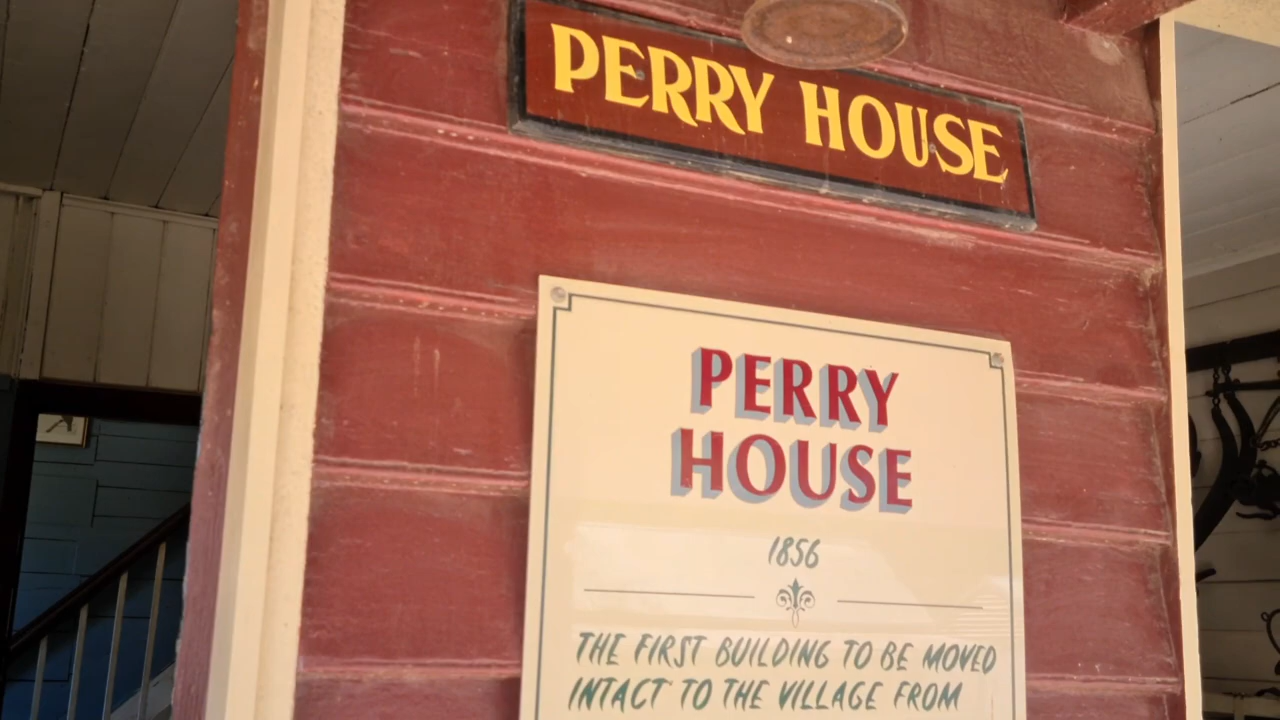 PERRY HOUSE
PERRY
HOUSE
1856
THE FIRST BUILDING TO BE MOVED
INTACT TO THE VILLAGE FROM